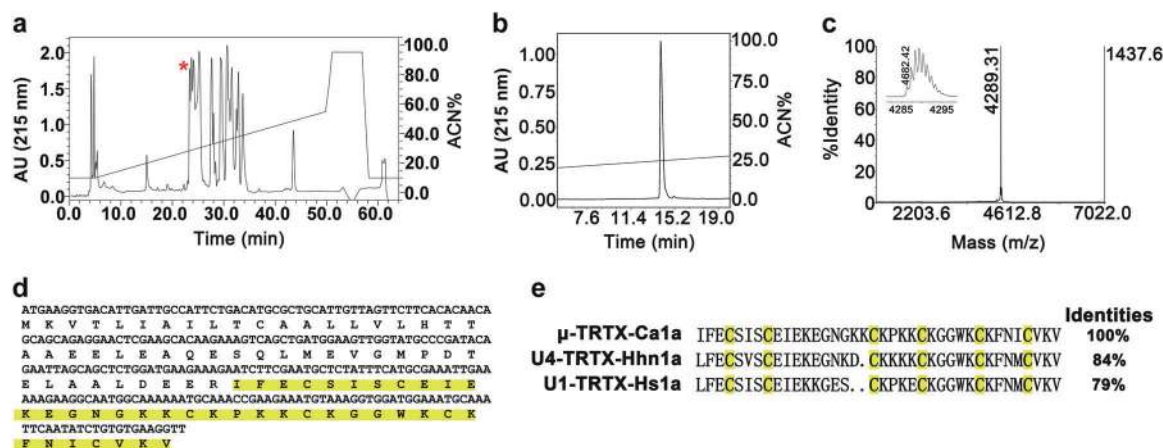 a
AU (215 nm)
2.0
1.5
1.0
0.5
0.0
*
100.0
80.0
60.0
40.0
20.0
0.0
ACN%
0.0 10.0 20.0 30.0 40.0 50.0 60.0
Time (min)
b
AU (215 nm)
1.00
0.75
0.50
0.25
0.00
100.0
75.0
50.0
25.0
0.0
ACN%
7.6 11.4 15.2 19.0
Time (min)
c
%Identity
100
80
60
40
20
0
4682.42
4285 4295
4289.31
1437.6
2203.6 4612.8 7022.0
Mass (m/z)
d
ATGAAGGTGACATTGATTGCCATTCTGACATGCGCTGCATTGTTAGTTCTTCACACAACA
M K V T L I A I L T C A A L L V L H T T
GCAGCAGAGGAACTCGAAGCACAAGAAAGTCAGCTGATGGAAGTTGGTATGCCCGATACA
A A E E L E A Q E S Q L M E V G M P D T
GAATTAGCAGCTCTGGATGAAGAAAGAATCTTCGAATGCTCTATTTCATGCGAAATTGAG
E L A A L D E E R I F E C S I S C E I E
AAAGAAGGCAATGGCAAAAAATGCAAACCGAAGAAATGTAAAGGTGGATGGAAATGCAAA
K E G N G K K C K P K K C K G G W K C K
TTCAATATCTGTGTGAAGGTT
F N I C V K V
e
Identities
μ-TRTX-Ca1a IFECSISCEIEKEGNGKKCKPKKCKGGWKCKFNICVKV 100%
U4-TRTX-Hhn1a LFECSVSCEIEKEGNKD.CKKKKCKGGWKCKFNMCVKV 84%
U1-TRTX-Hs1a LFECSISCEIEKKGES..CKPKECKGGWKCKFNMCVKV 79%